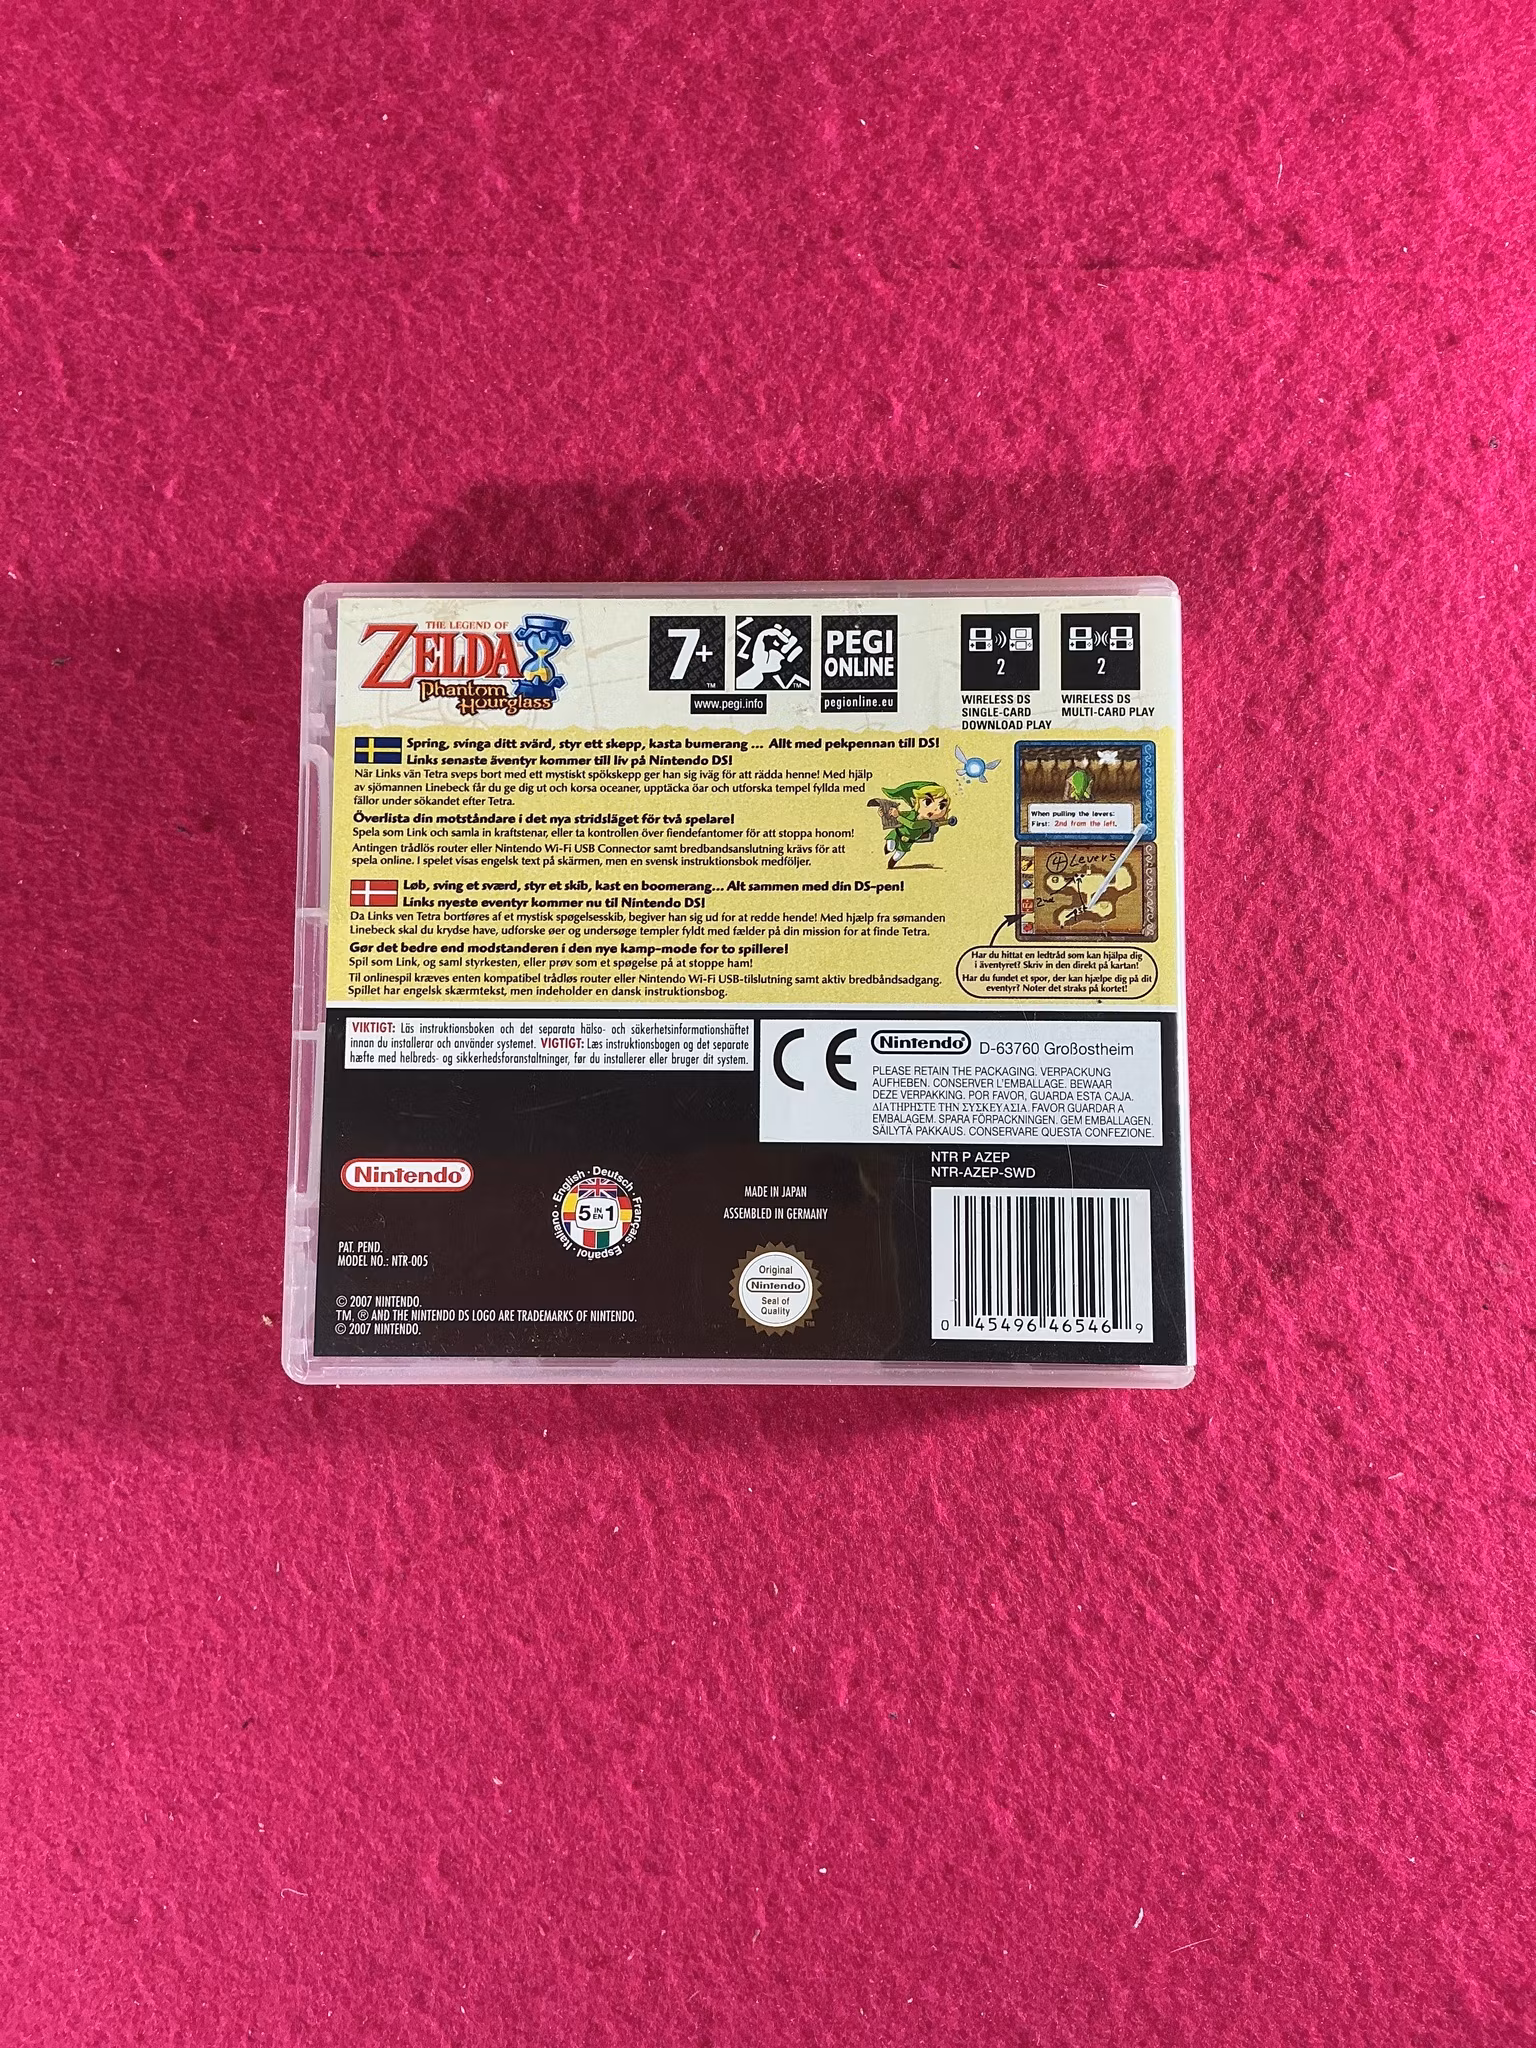 THE LEGEND OF
ZELDA
Phantom
Hourglass
7+
TM
TM
www.pegi.info
PEGI
ONLINE
pegionline.eu
2
WIRELESS DS
SINGLE-CARD
DOWNLOAD PLAY
2
WIRELESS DS
MULTI-CARD PLAY
Spring, svinga ditt svärd, styr ett skepp, kasta bumerang ... Allt med pekpennan till DS!
Links senaste äventyr kommer till liv på Nintendo DS!
När Links vän Tetra sveps bort med ett mystiskt spökskepp ger han sig iväg för att rädda henne! Med hjälp
av sjömannen Linebeck får du ge dig ut och korsa oceaner, upptäcka öar och utforska tempel fyllda med
fällor under sökandet efter Tetra.
Överlista din motståndare i det nya stridsläget för två spelare!
Spela som Link och samla in kraftstenar, eller ta kontrollen över fiendefantomer för att stoppa honom!
Antingen trådlös router eller Nintendo Wi-Fi USB Connector samt bredbandsanslutning krävs för att
spela online. I spelet visas engelsk text på skärmen, men en svensk instruktionsbok medföljer.
Løb, sving et sværd, styr et skib, kast en boomerang... Alt sammen med din DS-pen!
Links nyeste eventyr kommer nu til Nintendo DS!
Da Links ven Tetra bortføres af et mystisk spøgelsesskib, begiver han sig ud for at redde hende! Med hjælp fra sømanden
Linebeck skal du krydse have, udforske øer og undersøge templer fyldt med fælder på din mission for at finde Tetra.
Gør det bedre end modstanderen i den nye kamp-mode for to spillere!
Spil som Link, og saml styrkesten, eller prøv som et spøgelse på at stoppe ham!
Til onlinespil kræves enten kompatibel trådløs router eller Nintendo Wi-Fi USB-tilslutning samt aktiv bredbåndsadgang.
Spillet har engelsk skærmtekst, men indeholder en dansk instruktionsbog.
When pulling the levers:
First: 2nd from the left.
4 Levers
2nd
1st
Har du hittat en ledtråd som kan hjälpa dig
i äventyret? Skriv in den direkt på kartan!
Har du fundet et spor, der kan hjælpe dig på dit
eventyr? Noter det straks på kortet!
VIKTIGT: Läs instruktionsboken och det separata hälso- och säkerhetsinformationshäftet
innan du installerar och använder systemet. VIGTIGT: Læs instruktionsbogen og det separate
hæfte med helbreds- og sikkerhedsforanstaltninger, før du installerer eller bruger dit system.
CE
Nintendo® D-63760 Großostheim
PLEASE RETAIN THE PACKAGING. VERPACKUNG
AUFHEBEN. CONSERVER L'EMBALLAGE. BEWAAR
DEZE VERPAKKING. POR FAVOR, GUARDA ESTA CAJA.
ΔΙΑΤΗΡΗΣΤΕ ΤΗΝ ΣΥΣΚΕΥΑΣΙΑ. FAVOR GUARDAR A
EMBALAGEM. SPARA FÖRPACKNINGEN. GEM EMBALLAGEN.
SÄILYTÄ PAKKAUS. CONSERVARE QUESTA CONFEZIONE.
Nintendo®
English · Deutsch · Français · Español · Italiano ·
5 IN EN 1
MADE IN JAPAN
ASSEMBLED IN GERMANY
NTR P AZEP
NTR-AZEP-SWD
PAT. PEND.
MODEL NO.: NTR-005
Original
Nintendo
Seal of
Quality
TM
© 2007 NINTENDO.
TM, ® AND THE NINTENDO DS LOGO ARE TRADEMARKS OF NINTENDO.
© 2007 NINTENDO.
0 45496 46546 9